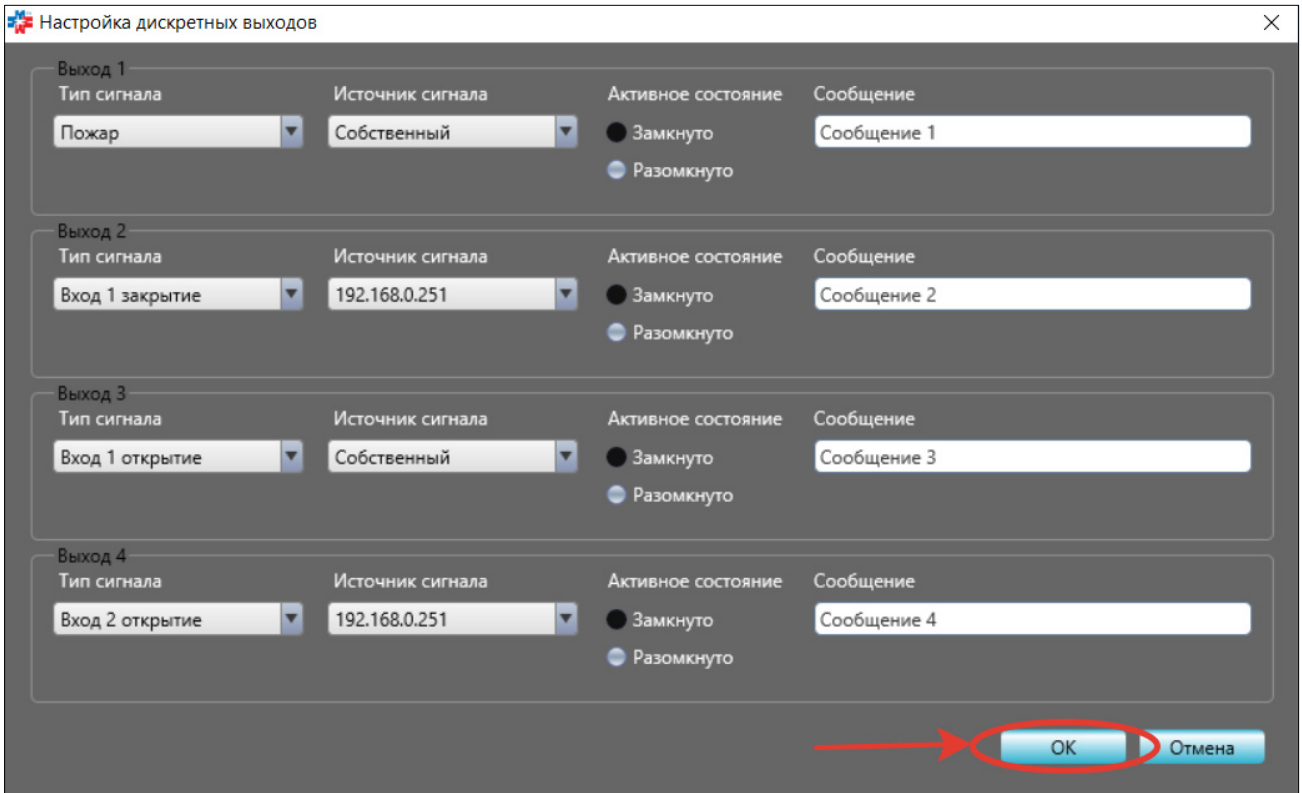 Настройка дискретных выходов
Выход 1
Тип сигнала Источник сигнала Активное состояние Сообщение
Пожар Собственный Замкнуто Сообщение 1
Разомкнуто
Выход 2
Тип сигнала Источник сигнала Активное состояние Сообщение
Вход 1 закрытие 192.168.0.251 Замкнуто Сообщение 2
Разомкнуто
Выход 3
Тип сигнала Источник сигнала Активное состояние Сообщение
Вход 1 открытие Собственный Замкнуто Сообщение 3
Разомкнуто
Выход 4
Тип сигнала Источник сигнала Активное состояние Сообщение
Вход 2 открытие 192.168.0.251 Замкнуто Сообщение 4
Разомкнуто
ОК Отмена